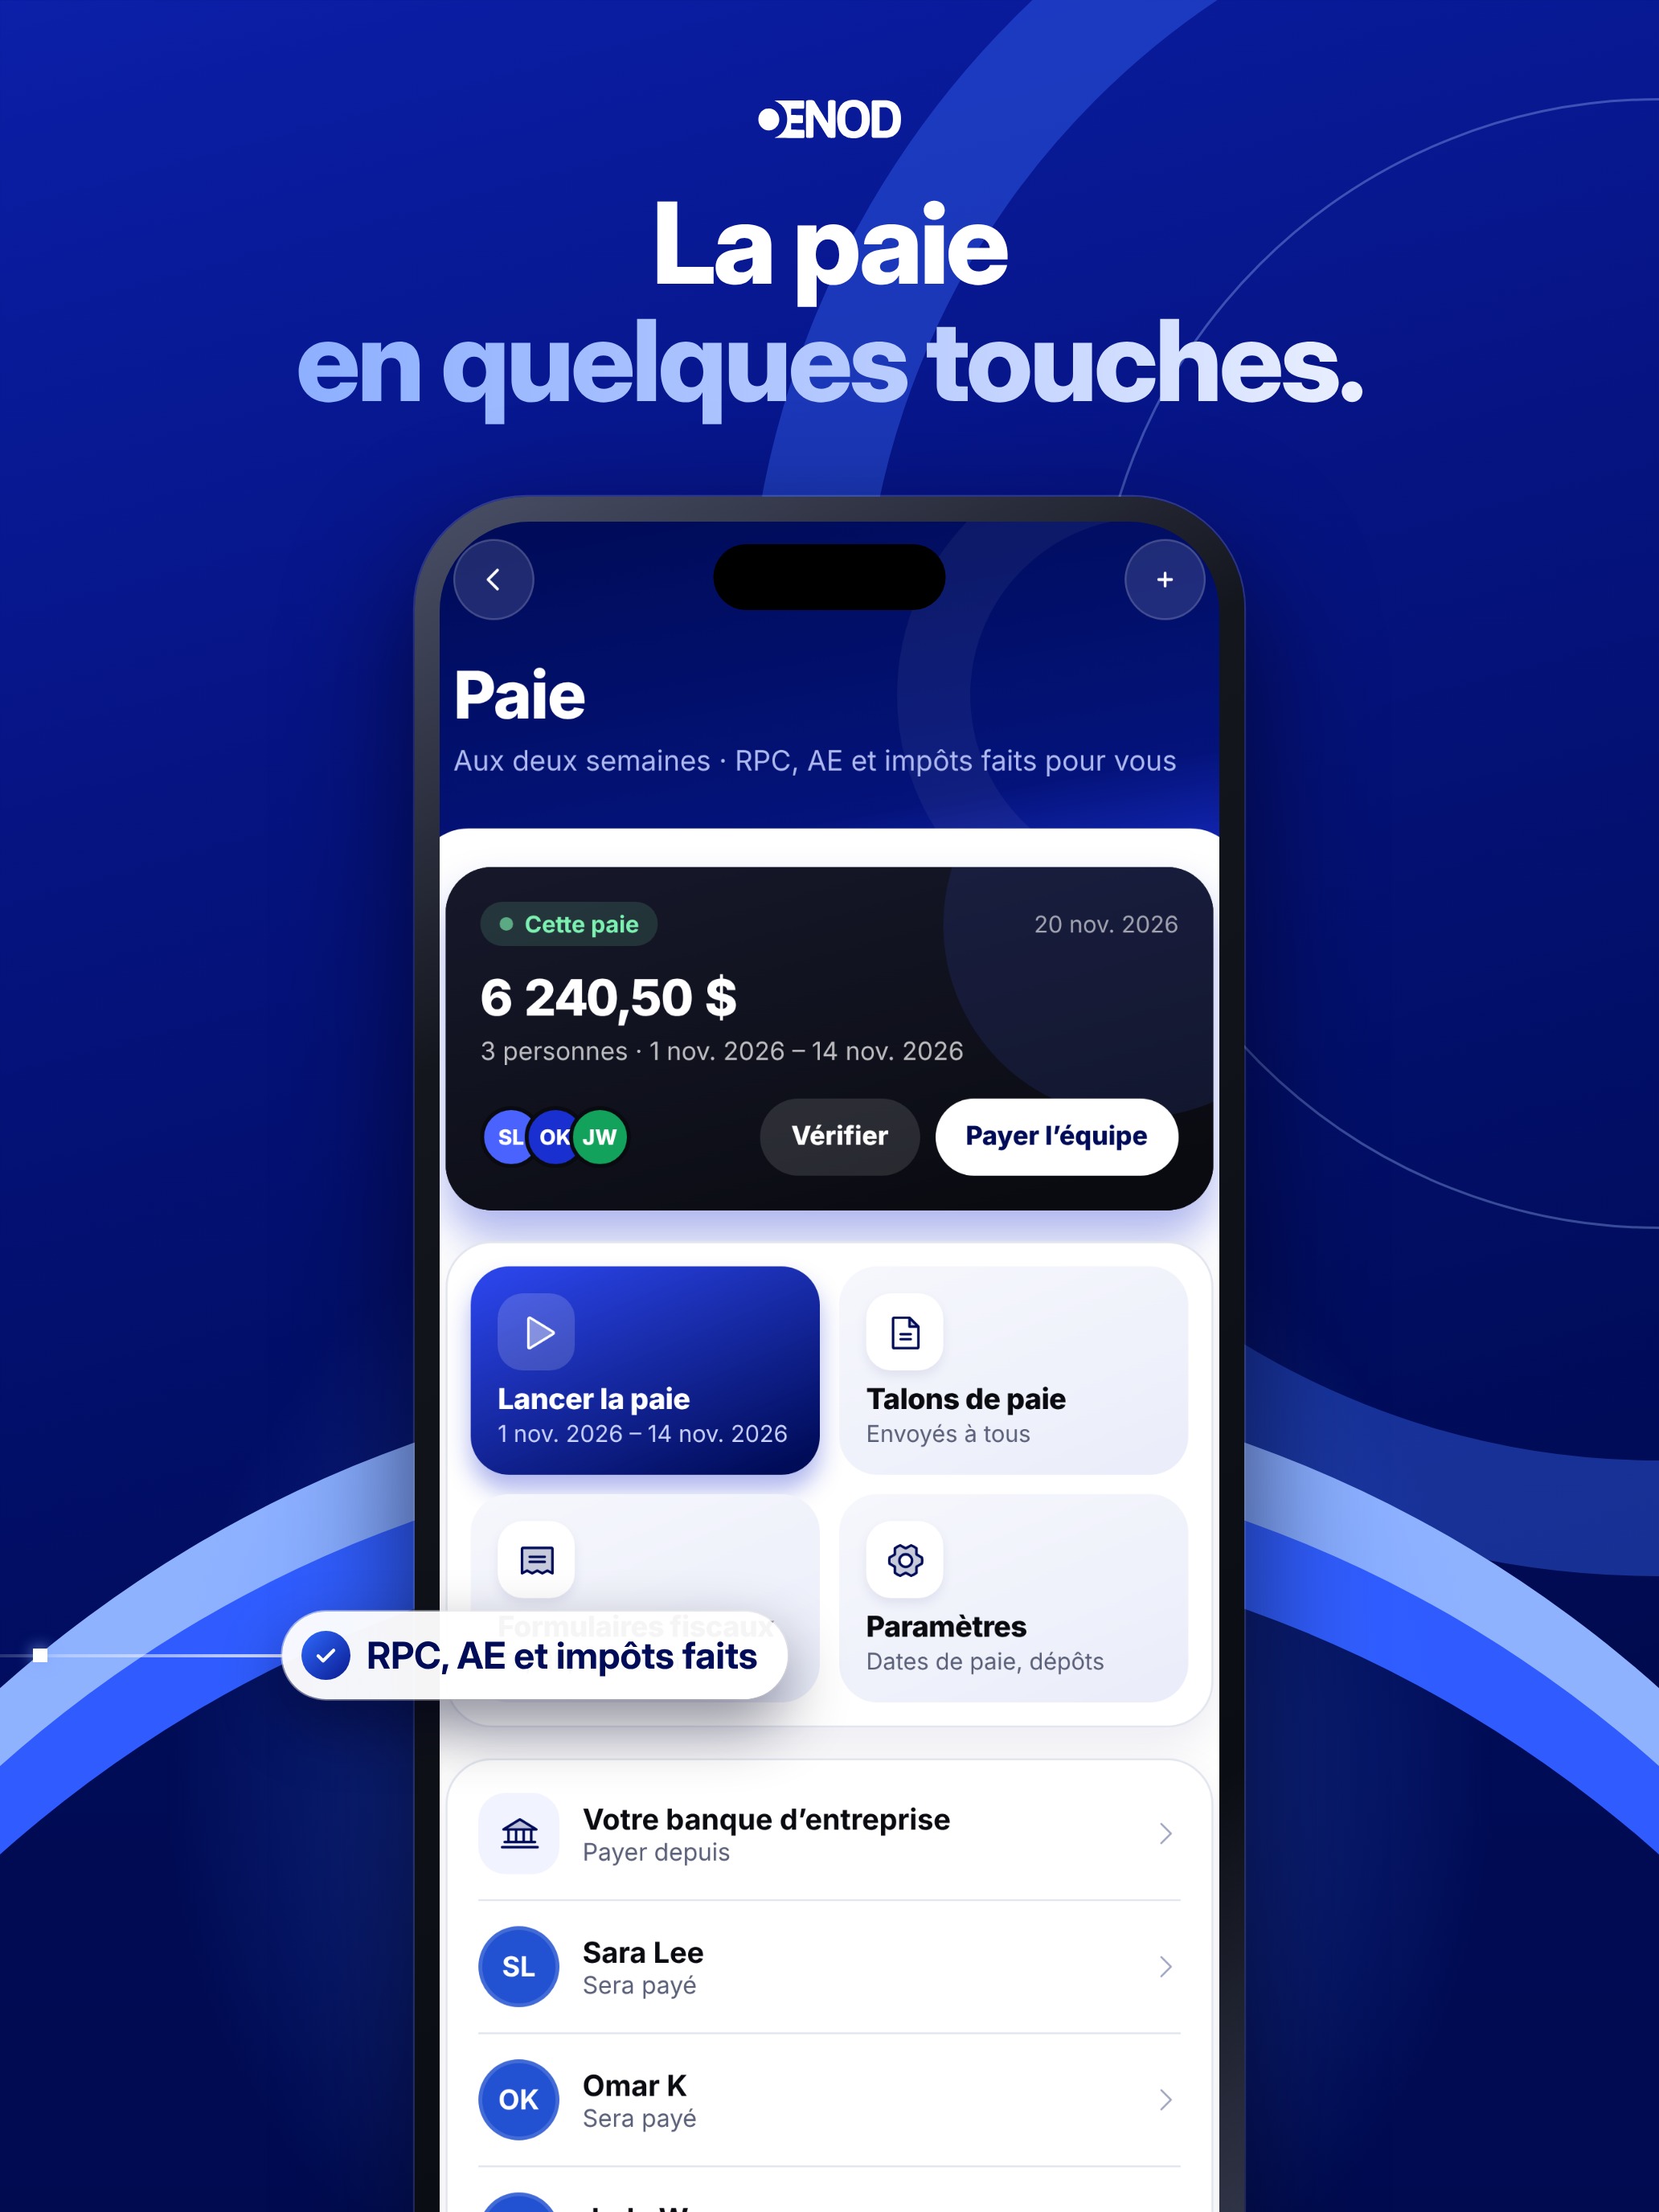 ENOD
La paie
en quelques touches.
Paie
Aux deux semaines · RPC, AE et impôts faits pour vous
Cette paie
20 nov. 2026
6 240,50 $
3 personnes · 1 nov. 2026 – 14 nov. 2026
SL OK JW
Vérifier
Payer l’équipe
Lancer la paie
1 nov. 2026 – 14 nov. 2026
Talons de paie
Envoyés à tous
Formulaires fiscaux
RPC, AE et impôts faits
Paramètres
Dates de paie, dépôts
Votre banque d’entreprise
Payer depuis
SL
Sara Lee
Sera payé
OK
Omar K
Sera payé